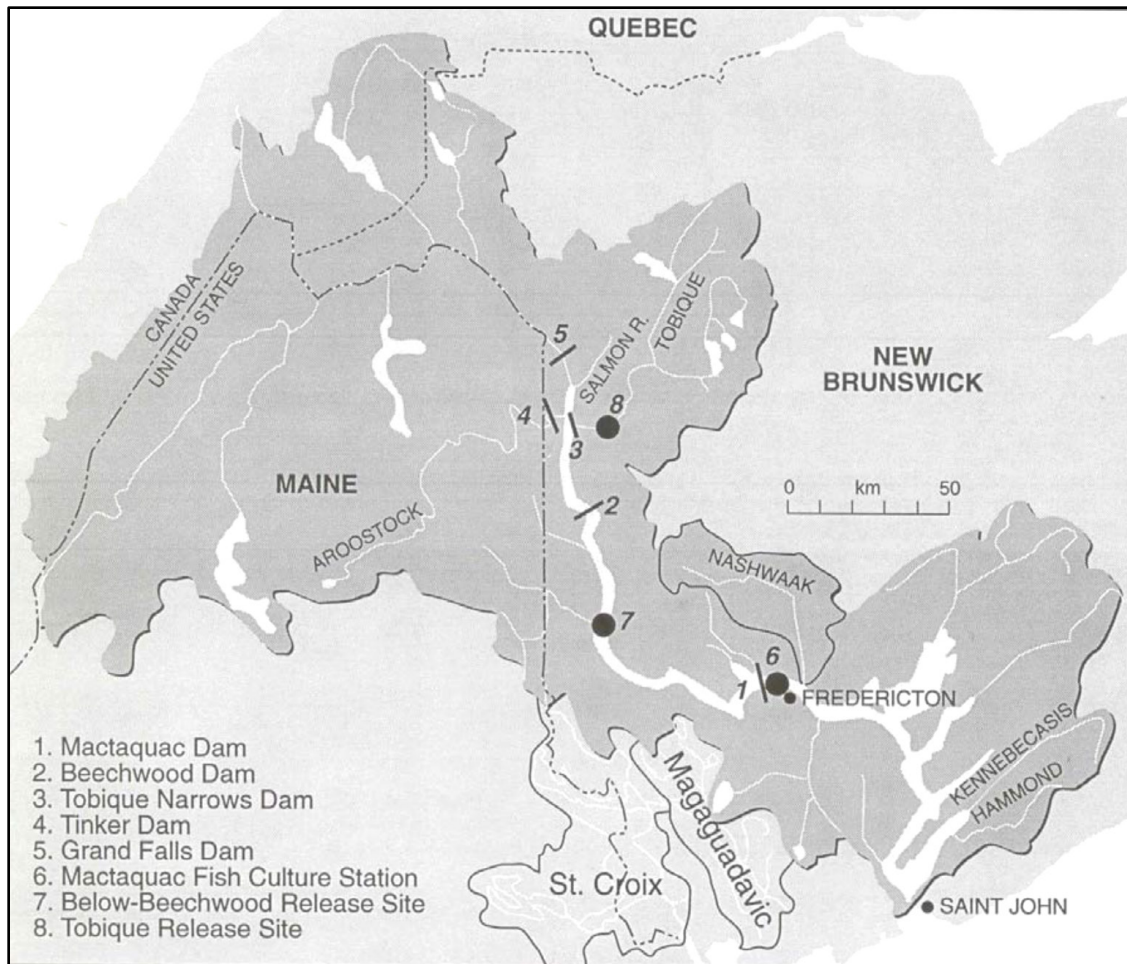 QUEBEC
CANADA
UNITED STATES
5
SALMON R.
TOBIQUE
NEW
BRUNSWICK
4
3
8
MAINE
0 km 50
2
AROOSTOCK
NASHWAAK
7
6
1
FREDERICTON
KENNEBECASIS
HAMMOND
Magaguadavic
St. Croix
SAINT JOHN
1. Mactaquac Dam
2. Beechwood Dam
3. Tobique Narrows Dam
4. Tinker Dam
5. Grand Falls Dam
6. Mactaquac Fish Culture Station
7. Below-Beechwood Release Site
8. Tobique Release Site